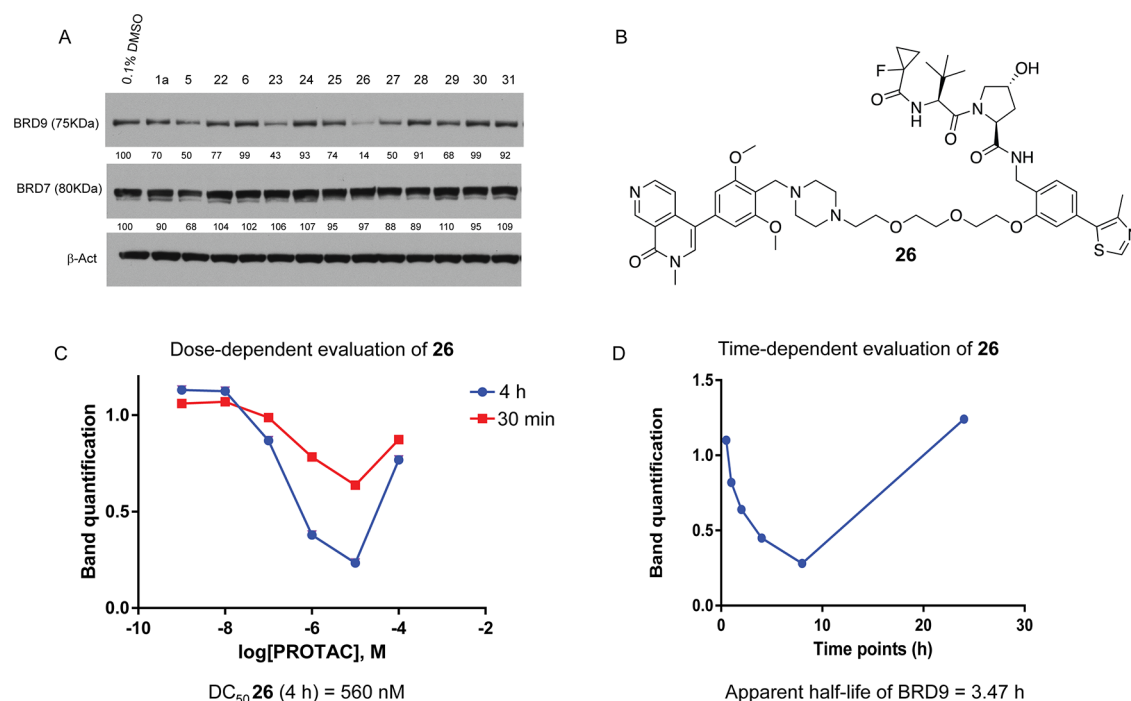 A
0.1% DMSO 1a 5 22 6 23 24 25 26 27 28 29 30 31
BRD9 (75KDa)
100 70 50 77 99 43 93 74 14 50 91 68 99 92
BRD7 (80KDa)
100 90 68 104 102 106 107 95 97 88 89 110 95 109
β-Act
B
F
O
N
H
O
N
OH
O
NH
O
N
N
O
O
O
O
N
O
N
S
N
26
C
Dose-dependent evaluation of 26
4 h
30 min
Band quantification
1.0
0.5
0.0
-10 -8 -6 -4 -2
log[PROTAC], M
DC50 26 (4 h) = 560 nM
D
Time-dependent evaluation of 26
Band quantification
1.5
1.0
0.5
0.0
0 10 20 30
Time points (h)
Apparent half-life of BRD9 = 3.47 h